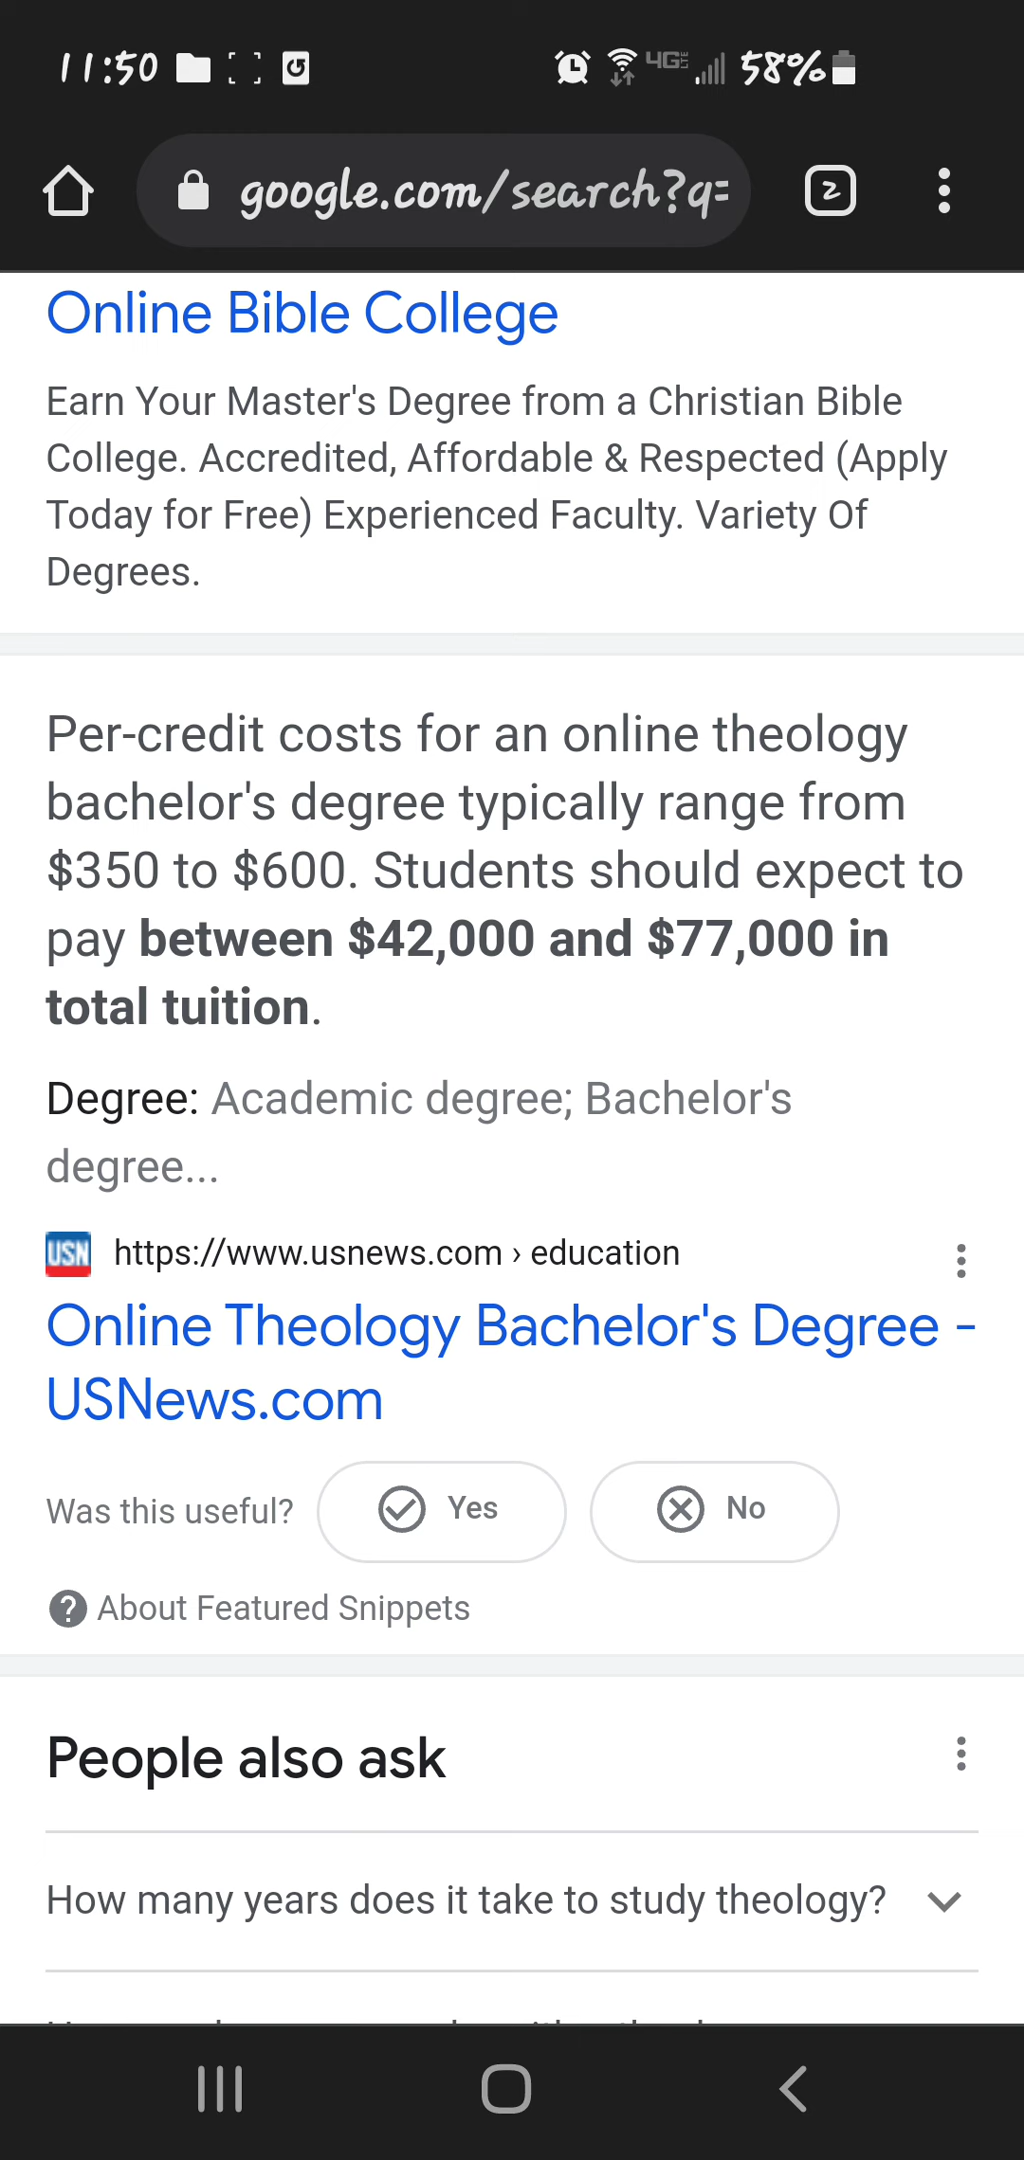 11:50 4G LTE 58%
google.com/search?q=
2
Online Bible College
Earn Your Master's Degree from a Christian Bible
College. Accredited, Affordable & Respected (Apply
Today for Free) Experienced Faculty. Variety Of
Degrees.
Per-credit costs for an online theology
bachelor's degree typically range from
$350 to $600. Students should expect to
pay between $42,000 and $77,000 in
total tuition.
Degree: Academic degree; Bachelor's
degree...
USN https://www.usnews.com › education
Online Theology Bachelor's Degree -
USNews.com
Was this useful? Yes No
? About Featured Snippets
People also ask
How many years does it take to study theology?